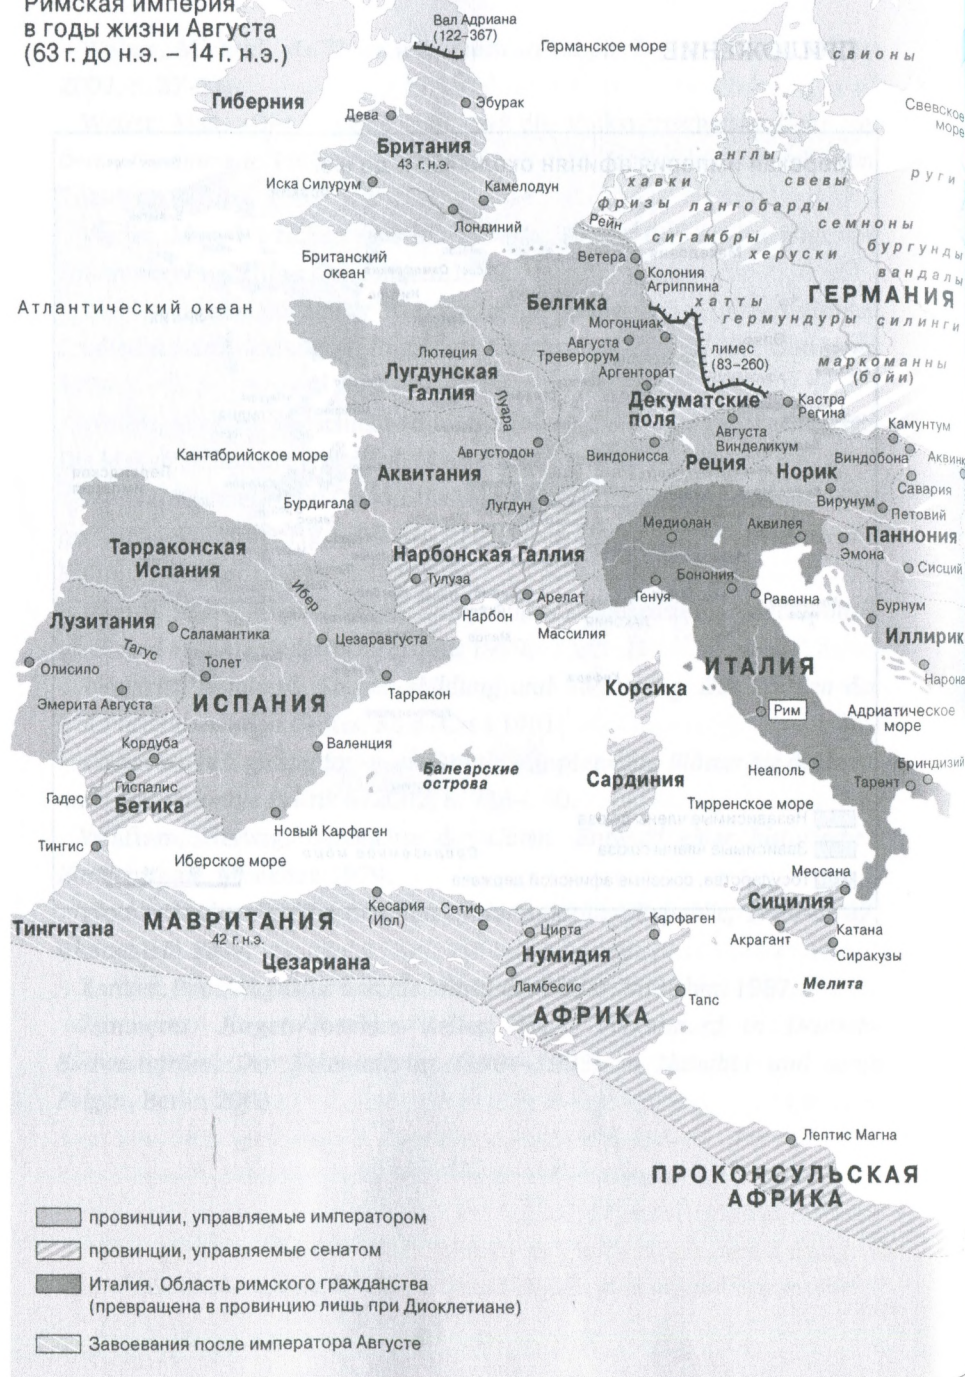 Римская империя
в годы жизни Августа
(63 г. до н.э. – 14 г. н.э.)
Вал Адриана
(122–367)
Германское море
свионы
Гиберния
Эбурак
Дева
Свевское
море
Британия
43 г. н.э.
англы
руги
Иска Силурум
Камелодун
хавки
свевы
фризы
лангобарды
Лондиний
Рейн
семноны
сигамбры
бургунды
Британский
океан
Ветера
херуски
вандалы
Колония
Агриппина
Атлантический океан
Белгика
хатты
ГЕРМАНИЯ
Могонциак
гермундуры
силинги
Августа
Треверорум
лимес
(83–260)
Лютеция
маркоманны
(бойи)
Лугдунская
Галлия
Аргенторат
Луара
Декуматские
поля
Кастра
Регина
Августа
Винделикум
Камунтум
Кантабрийское море
Августодон
Виндонисса
Реция
Виндобона
Аквинк
Аквитания
Норик
Савария
Бурдигала
Лугдун
Вирунум
Петовий
Медиолан
Аквилея
Паннония
Тарраконская
Испания
Нарбонская Галлия
Эмона
Тулуза
Бонония
Сисций
Ибер
Арелат
Генуя
Равенна
Нарбон
Бурнум
Лузитания
Саламантика
Цезаравгуста
Массилия
Иллирик
Тагус
Олисипо
Толет
ИТАЛИЯ
Нарона
Эмерита Августа
ИСПАНИЯ
Тарракон
Корсика
Рим
Адриатическое
море
Кордуба
Валенция
Бриндизий
Балеарские
острова
Неаполь
Гиспалис
Сардиния
Тарент
Гадес
Бетика
Тирренское море
Новый Карфаген
Тингис
Иберское море
Мессана
Сицилия
Тингитана
МАВРИТАНИЯ
42 г. н.э.
Кесария
(Иол)
Сетиф
Карфаген
Цирта
Акрагант
Катана
Цезариана
Нумидия
Сиракузы
Ламбесис
Мелита
Тапс
АФРИКА
Лептис Магна
ПРОКОНСУЛЬСКАЯ
АФРИКА
провинции, управляемые императором
провинции, управляемые сенатом
Италия. Область римского гражданства
(превращена в провинцию лишь при Диоклетиане)
Завоевания после императора Августе